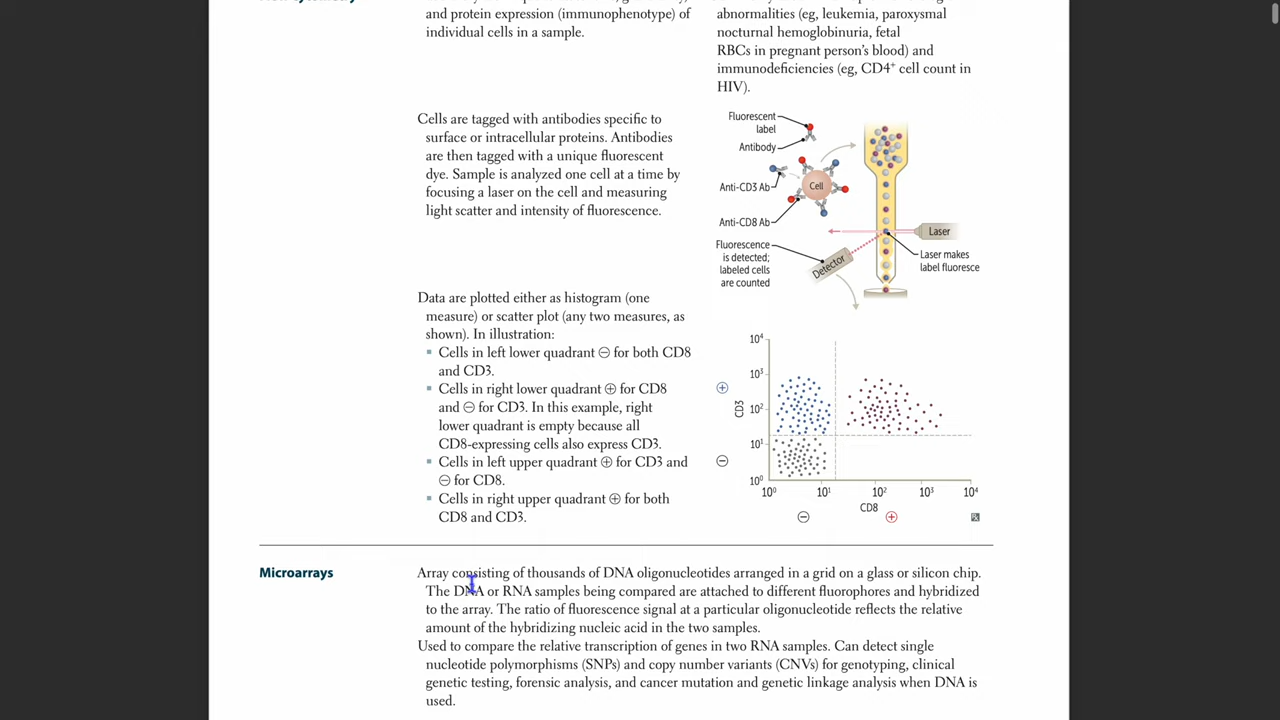 and protein expression (immunophenotype) of
individual cells in a sample.
abnormalities (eg, leukemia, paroxysmal
nocturnal hemoglobinuria, fetal
RBCs in pregnant person's blood) and
immunodeficiencies (eg, CD4⁺ cell count in
HIV).
Cells are tagged with antibodies specific to
surface or intracellular proteins. Antibodies
are then tagged with a unique fluorescent
dye. Sample is analyzed one cell at a time by
focusing a laser on the cell and measuring
light scatter and intensity of fluorescence.
Fluorescent
label
Antibody
Anti-CD3 Ab
Cell
Anti-CD8 Ab
Fluorescence
is detected;
labeled cells
are counted
Detector
Laser
Laser makes
label fluoresce
Data are plotted either as histogram (one
measure) or scatter plot (any two measures, as
shown). In illustration:
▪ Cells in left lower quadrant ⊖ for both CD8
and CD3.
▪ Cells in right lower quadrant ⊕ for CD8
and ⊖ for CD3. In this example, right
lower quadrant is empty because all
CD8-expressing cells also express CD3.
▪ Cells in left upper quadrant ⊕ for CD3 and
⊖ for CD8.
▪ Cells in right upper quadrant ⊕ for both
CD8 and CD3.
10⁴
10³
10²
10¹
10⁰
⊕
⊖
CD3
10⁰ 10¹ 10² 10³ 10⁴
CD8
⊖ ⊕
Microarrays
Array consisting of thousands of DNA oligonucleotides arranged in a grid on a glass or silicon chip.
The DNA or RNA samples being compared are attached to different fluorophores and hybridized
to the array. The ratio of fluorescence signal at a particular oligonucleotide reflects the relative
amount of the hybridizing nucleic acid in the two samples.
Used to compare the relative transcription of genes in two RNA samples. Can detect single
nucleotide polymorphisms (SNPs) and copy number variants (CNVs) for genotyping, clinical
genetic testing, forensic analysis, and cancer mutation and genetic linkage analysis when DNA is
used.